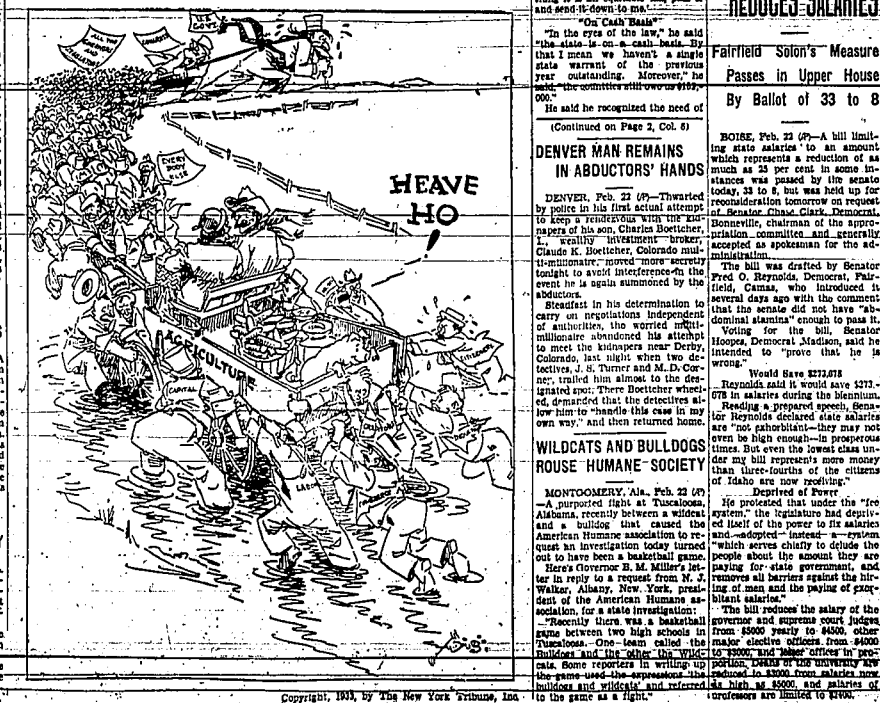 U.S. GOVT.
ALL THE GOVERNORS AND LEGISLATORS
CONGRESS
EVERY BODY ELSE
HEAVE
HO
!
AGRICULTURE
CAPITAL
LABOR
CITIZENS
Copyright, 1933, by The New York Tribune, Inc.
and send it down to me."
"On Cash Basis"
"In the eyes of the law," he said
"the state is on a cash basis. By
that I mean we haven't a single
state warrant of the previous
year outstanding. Moreover," he
said, "the counties still owe us
000."
He said he recognized the need of
(Continued on Page 2, Col. 6)
DENVER MAN REMAINS
IN ABDUCTORS' HANDS
DENVER, Feb. 22 (AP)—Thwarted
by police in his first actual attempt
to keep a rendezvous with the kid-
napers of his son, Charles Boettcher,
wealthy investment broker,
Claude K. Boettcher, Colorado mul-
ti-millionaire, moved more secretly
tonight to avoid interference in the
event he is again summoned by the
abductors.
Steadfast in his determination to
carry on negotiations independent
of authorities, the worried multi-
millionaire abandoned his attempt
to meet the kidnapers near Derby,
Colorado, last night when two de-
tectives, J. S. Turner and M. D. Cor-
ney, trailed him almost to the des-
ignated spot. There Boettcher wheel-
ed, demanded that the detectives al-
low him to "handle this case in my
own way," and then returned home.
WILDCATS AND BULLDOGS
ROUSE HUMANE SOCIETY
MONTGOMERY, Ala., Feb. 22 (AP)
—A purported fight at Tuscaloosa,
Alabama, recently between a wildcat
and a bulldog that caused the
American Humane association to re-
quest an investigation today turned
out to have been a basketball game.
Here's Governor B. M. Miller's let-
ter in reply to a request from N. J.
Walker, Albany, New York, presi-
dent of the American Humane as-
sociation, for a state investigation:
"Recently there was a basketball
game between two high schools in
Tuscaloosa. One team called the
Bulldogs and the other the Wild-
cats. Some reporters in writing up
the game used the expressions 'the
bulldogs and wildcats' and referred
to the game as a fight."
REDUCES SALARIES
Fairfield Solon's Measure
Passes in Upper House
By Ballot of 33 to 8
BOISE, Feb. 22 (AP)—A bill limit-
ing state salaries to an amount
which represents a reduction of as
much as 25 per cent in some in-
stances was passed by the senate
today, 33 to 8, but was held up for
reconsideration tomorrow on request
of Senator Chase Clark, Democrat,
Bonneville, chairman of the appro-
priation committee and generally
accepted as spokesman for the ad-
ministration.
The bill was drafted by Senator
Fred O. Reynolds, Democrat, Fair-
field, Camas, who introduced it
several days ago with the comment
that the senate did not have "ab-
dominal stamina" enough to pass it.
Voting for the bill, Senator
Hoopes, Democrat, Madison, said he
intended to "prove that he is
wrong."
Would Save $273,078
Reynolds said it would save $273,-
078 in salaries during the biennium.
Reading a prepared speech, Sena-
tor Reynolds declared state salaries
are "not exhorbitant—they may not
even be high enough—in prosperous
times. But even the lowest class un-
der my bill represents more money
than three-fourths of the citizens
of Idaho are now receiving."
Deprived of Power
He protested that under the "fee
system," the legislature had depriv-
ed itself of the power to fix salaries
and adopted instead a system
"which serves chiefly to delude the
people about the amount they are
paying for state government, and
removes all barriers against the hir-
ing of men and the paying of exor-
bitant salaries."
The bill reduces the salary of the
governor and supreme court judges
from $5000 yearly to $4500, other
major elective officers from $4000
to $3000, and lesser offices in pro-
portion. Deans of the university are
reduced to $3000 from salaries now
as high as $5000, and salaries of
professors are limited to $2400.